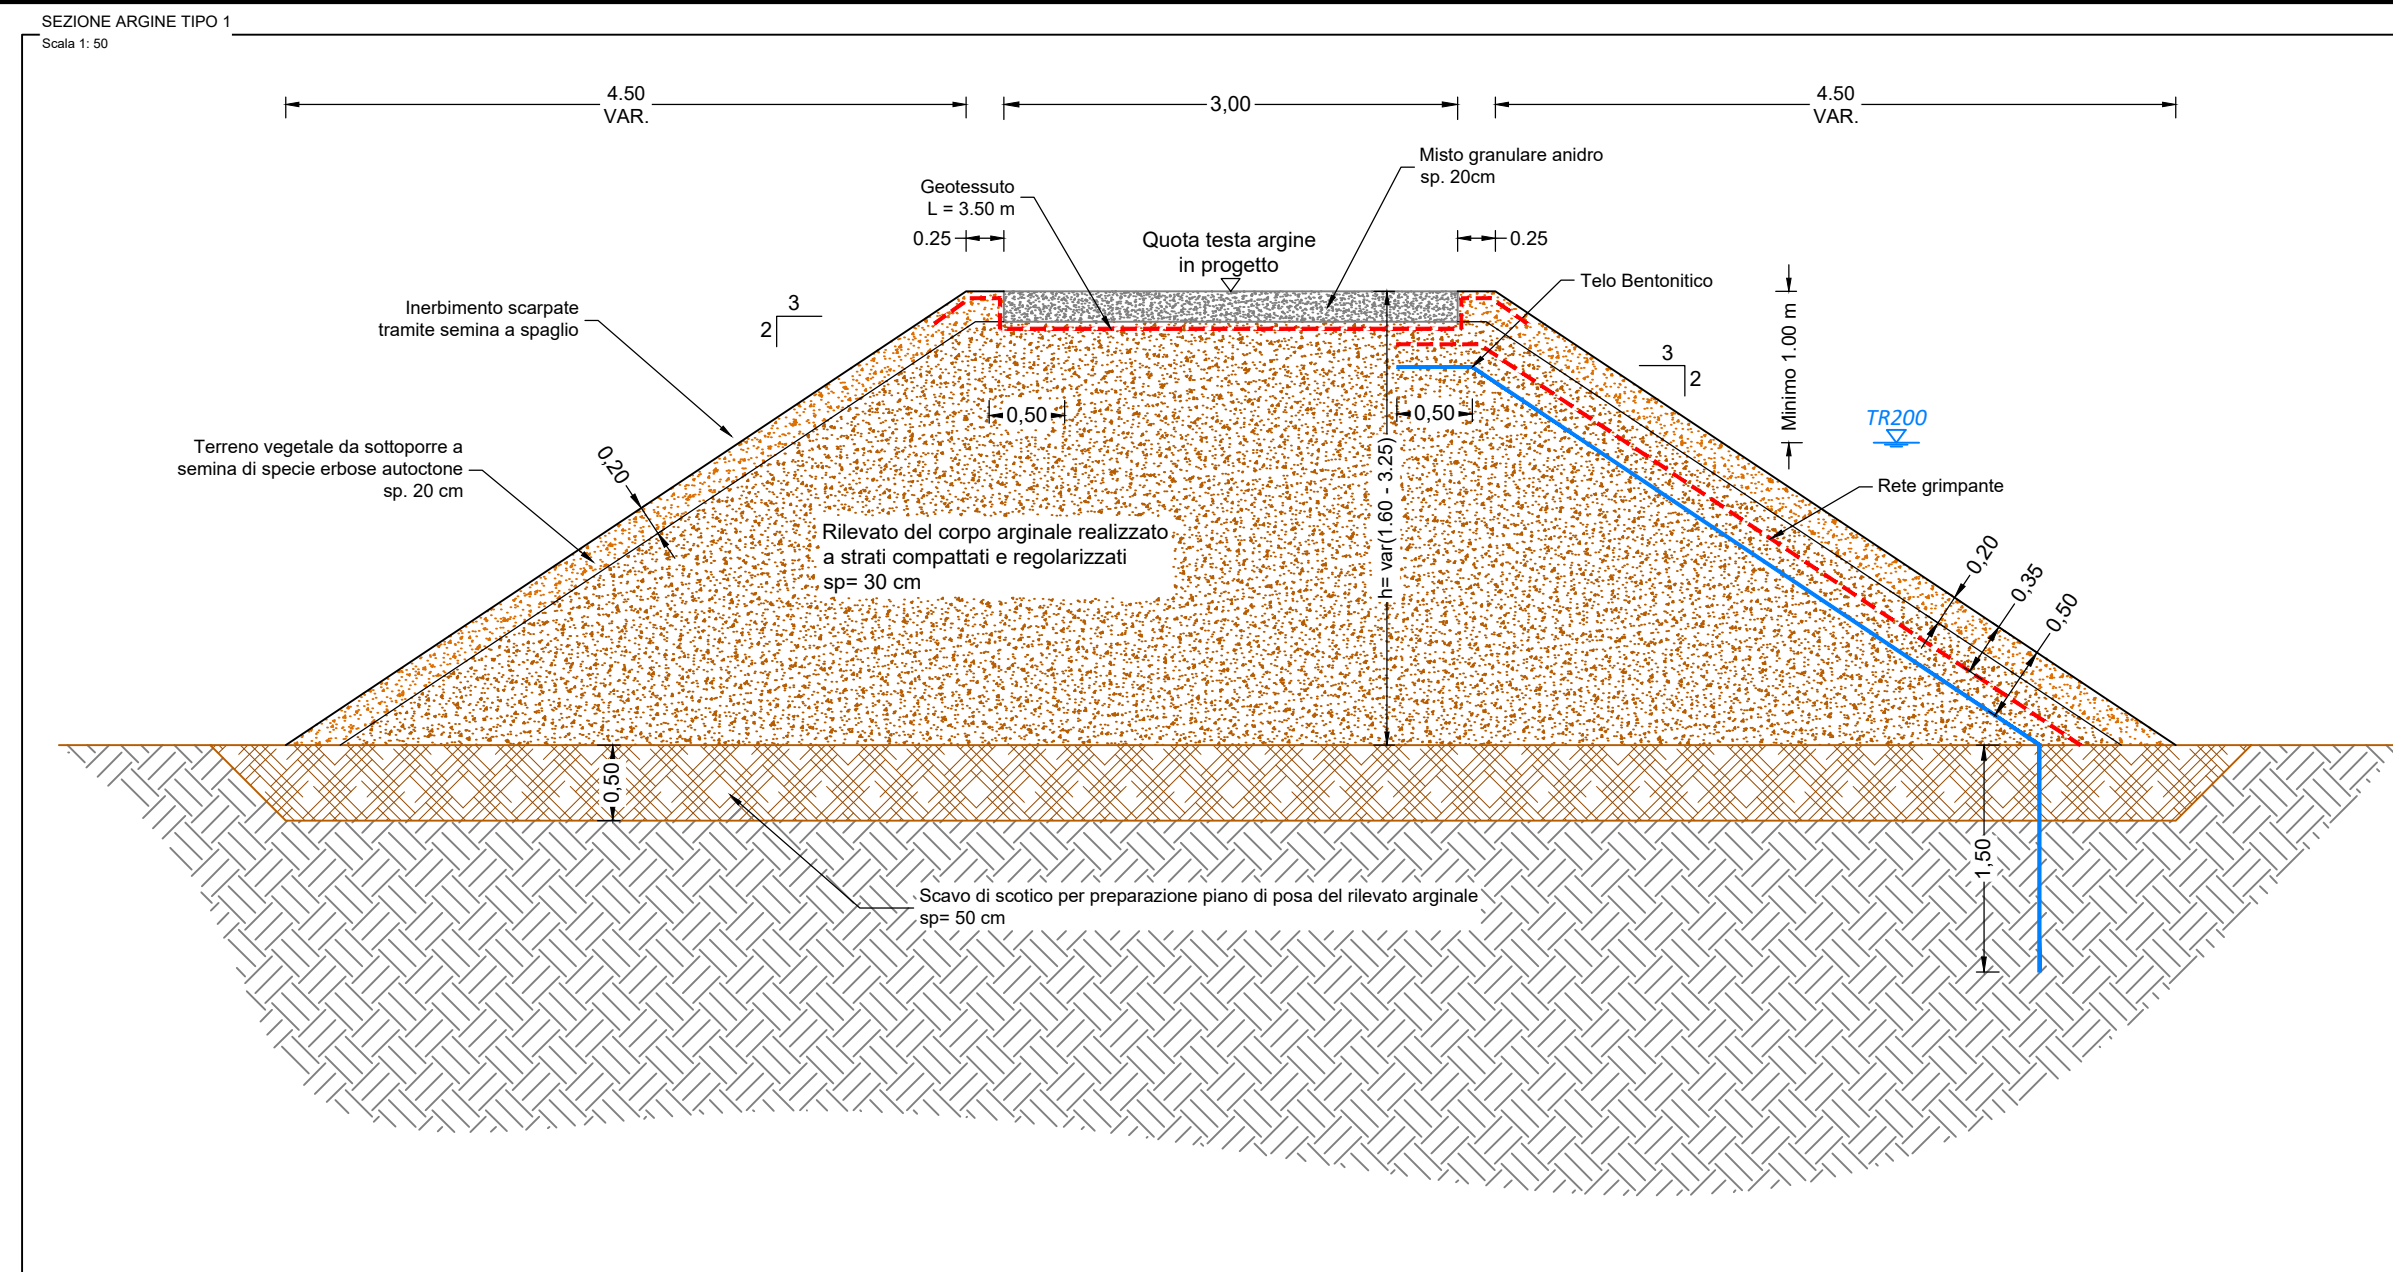 SEZIONE ARGINE TIPO 1
Scala 1: 50
4.50
VAR.
3,00
4.50
VAR.
Misto granulare anidro
sp. 20cm
Geotessuto
L = 3.50 m
0.25
Quota testa argine
in progetto
0.25
Telo Bentonitico
Inerbimento scarpate
tramite semina a spaglio
3
2
3
2
Minimo 1.00 m
TR200
0,50
0,50
Terreno vegetale da sottoporre a
semina di specie erbose autoctone
sp. 20 cm
0,20
h= var(1.60 - 3.25)
Rete grimpante
Rilevato del corpo arginale realizzato
a strati compattati e regolarizzati
sp= 30 cm
0,20
0,35
0,50
0,50
1,50
Scavo di scotico per preparazione piano di posa del rilevato arginale
sp= 50 cm